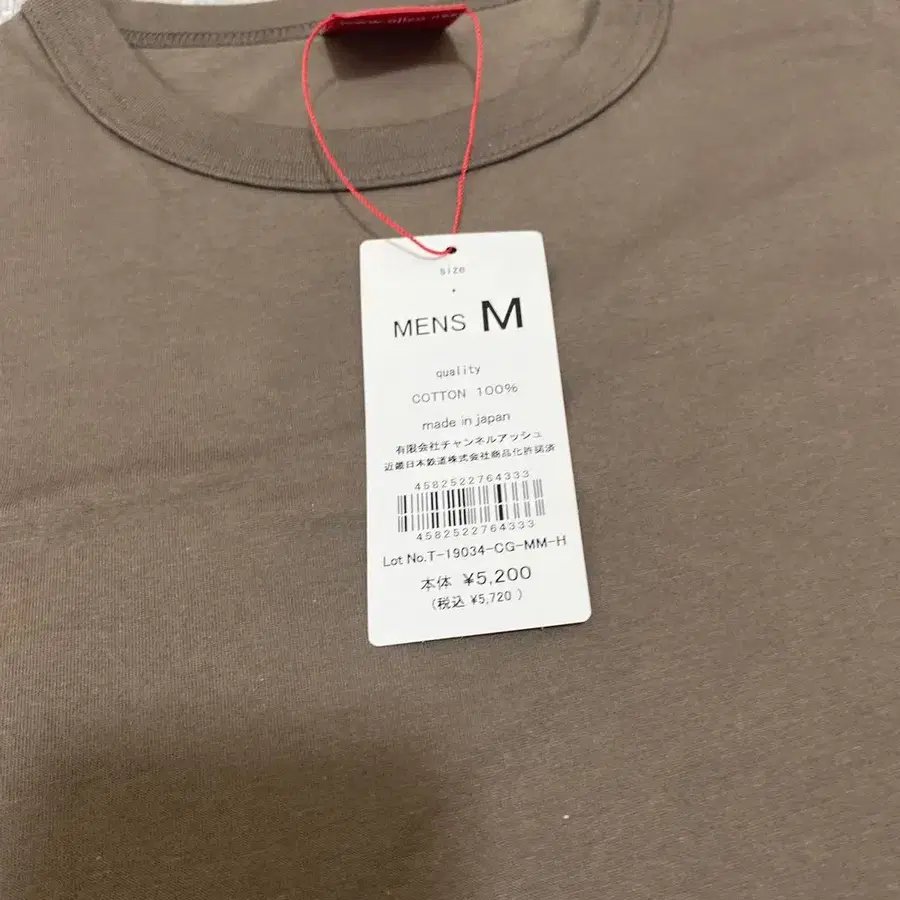 size
MENS M
quality
COTTON 100%
made in japan
有限会社チャンネルアッシュ
近畿日本鉄道株式会社商品化許諾済
4582522764333
4582522764333
Lot No.T-19034-CG-MM-H
本体 ¥5,200
(税込 ¥5,720 )